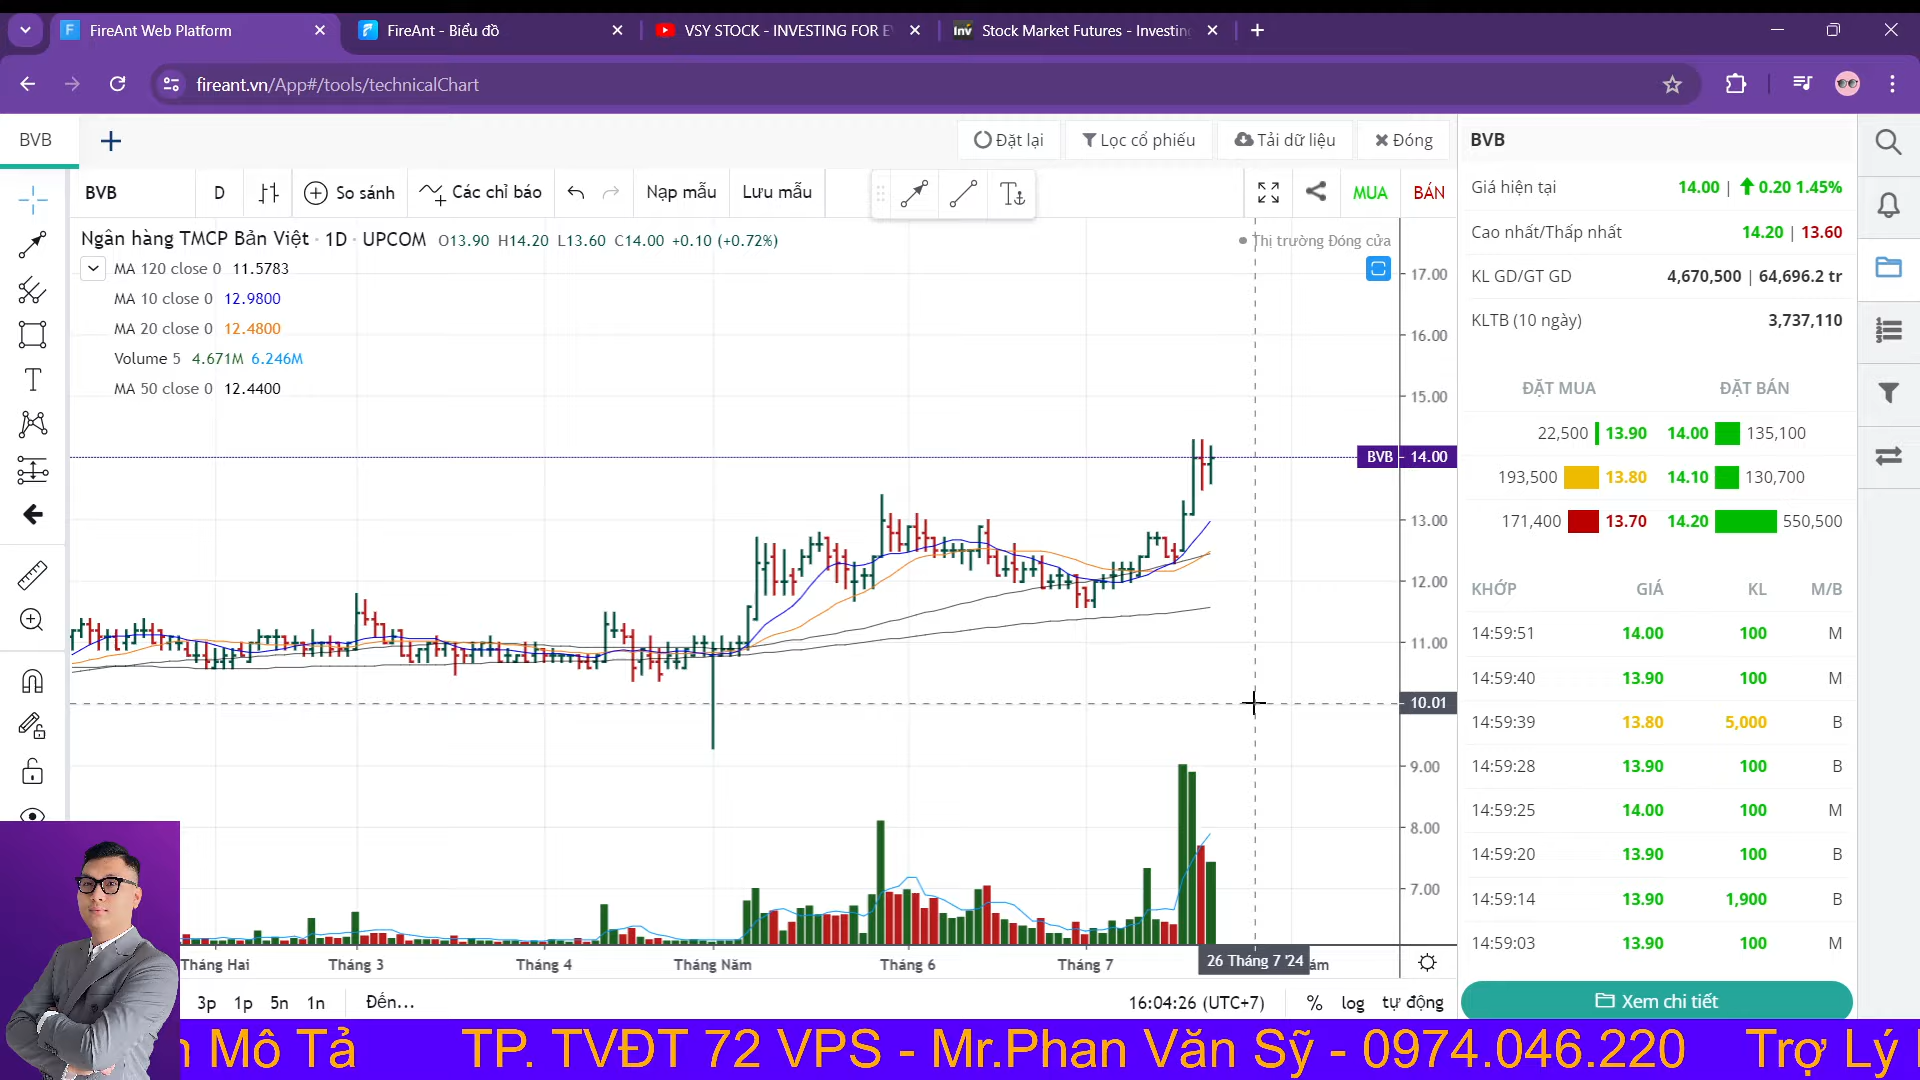 FireAnt Web Platform
FireAnt - Biểu đồ
VSY STOCK - INVESTING FOR E
Stock Market Futures - Investing
fireant.vn/App#/tools/technicalChart
BVB
Đặt lại
Lọc cổ phiếu
Tải dữ liệu
Đóng
BVB
D
So sánh
Các chỉ báo
Nạp mẫu
Lưu mẫu
MUA
BÁN
Ngân hàng TMCP Bản Việt · 1D · UPCOM O13.90 H14.20 L13.60 C14.00 +0.10 (+0.72%)
Thị trường Đóng cửa
MA 120 close 0 11.5783
MA 10 close 0 12.9800
MA 20 close 0 12.4800
Volume 5 4.671M 6.246M
MA 50 close 0 12.4400
17.00
16.00
15.00
BVB 14.00
13.00
12.00
11.00
10.01
9.00
8.00
7.00
Tháng Hai
Tháng 3
Tháng 4
Tháng Năm
Tháng 6
Tháng 7
26 Tháng 7 '24
ám
3p 1p 5n 1n Đến...
16:04:26 (UTC+7) % log tự động
BVB
Giá hiện tại 14.00 | 0.20 1.45%
Cao nhất/Thấp nhất 14.20 | 13.60
KL GD/GT GD 4,670,500 | 64,696.2 tr
KLTB (10 ngày) 3,737,110
ĐẶT MUA ĐẶT BÁN
22,500 13.90 14.00 135,100
193,500 13.80 14.10 130,700
171,400 13.70 14.20 550,500
KHỚP GIÁ KL M/B
14:59:51 14.00 100 M
14:59:40 13.90 100 M
14:59:39 13.80 5,000 B
14:59:28 13.90 100 B
14:59:25 14.00 100 M
14:59:20 13.90 100 B
14:59:14 13.90 1,900 B
14:59:03 13.90 100 M
Xem chi tiết
n Mô Tả TP. TVĐT 72 VPS - Mr.Phan Văn Sỹ - 0974.046.220 Trợ Lý